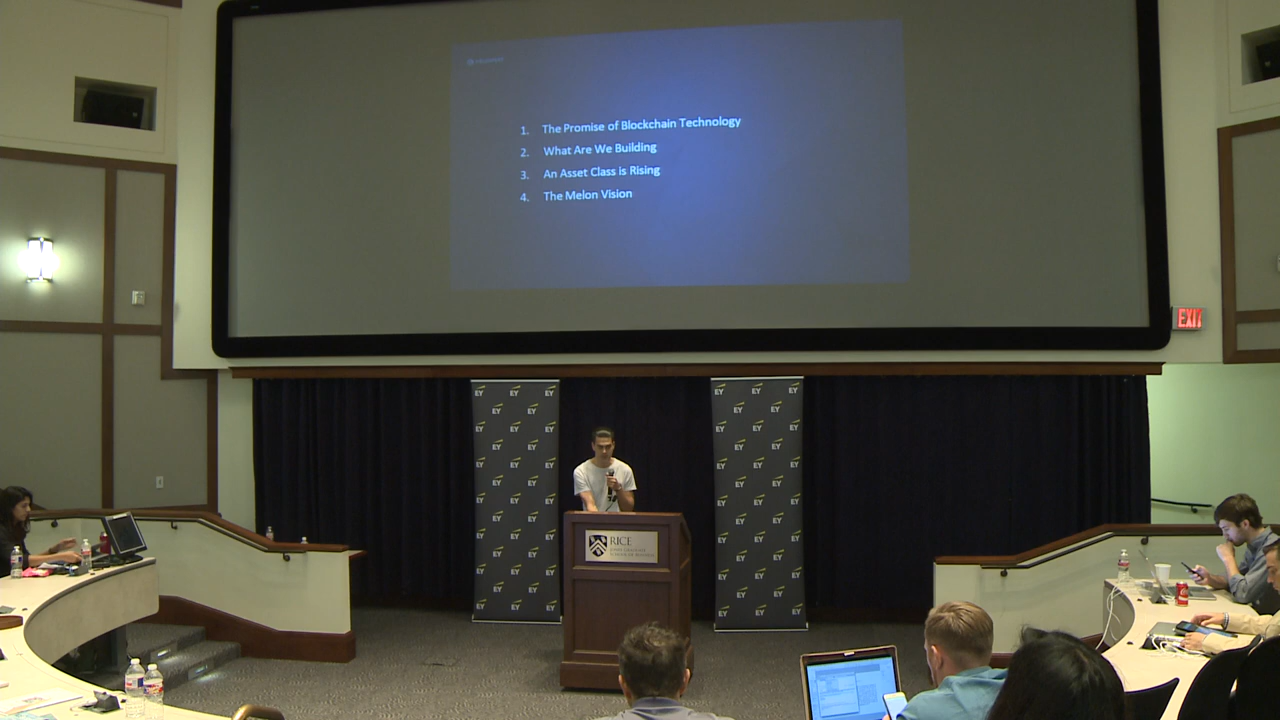 1. The Promise of Blockchain Technology
2. What Are We Building
3. An Asset Class is Rising
4. The Melon Vision
EXIT
EY
EY
RICE